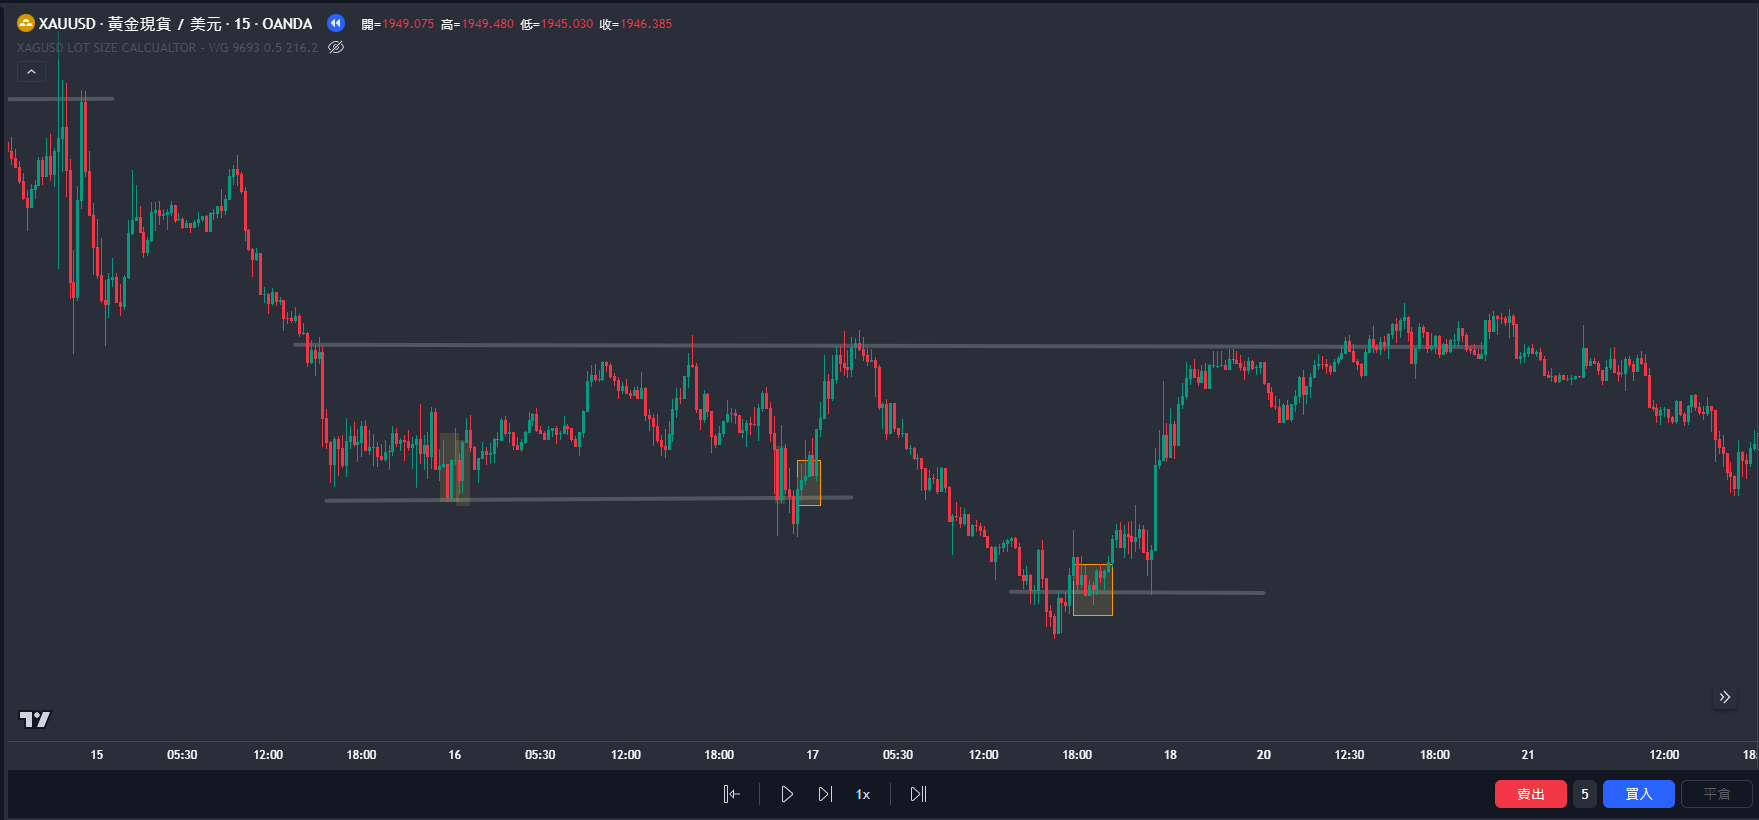 XAUUSD · 黃金現貨 / 美元 · 15 · OANDA 開=1949.075 高=1949.480 低=1945.030 收=1946.385
XAGUSD LOT SIZE CALCUALTOR - WG 9693 0.5 216.2
15 05:30 12:00 18:00 16 05:30 12:00 18:00 17 05:30 12:00 18:00 18 20 12:30 18:00 21 12:00 18:
1x 賣出 5 買入 平倉